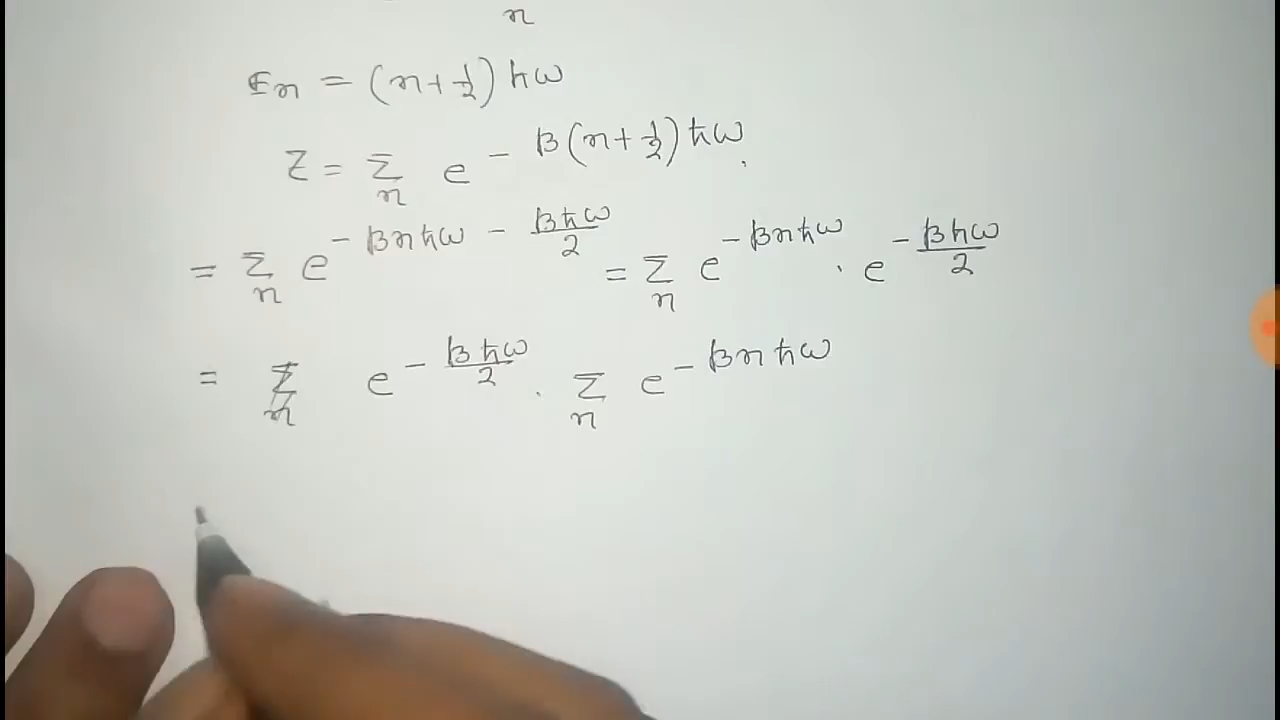 n
En = (n + 1/2) ħω
Z = Σn e^{- β(n + 1/2) ħω}.
= Σn e^{- βnħω - βħω/2} = Σn e^{- βnħω} . e^{- βħω/2}
= e^{- βħω/2} . Σn e^{- βnħω}